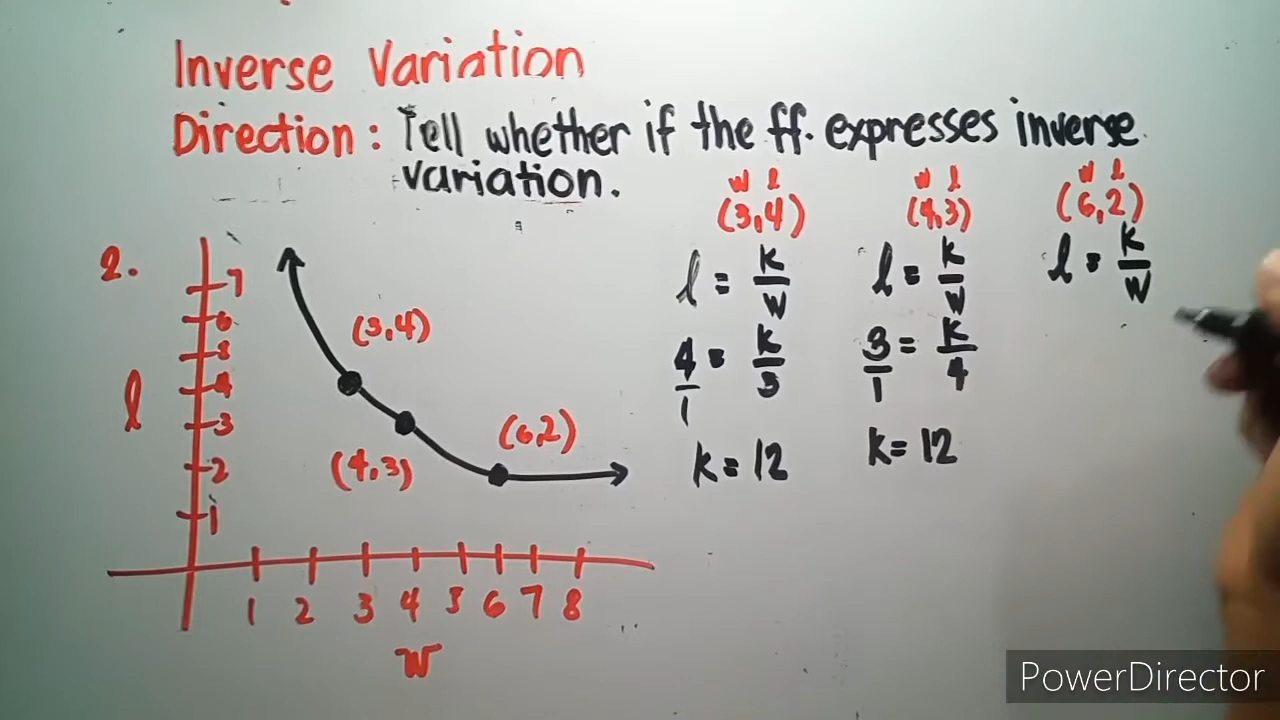 Inverse Variation
Direction: Tell whether if the ff. expresses inverse
variation.
w l
(3,4)
l = k/w
4/1 = k/3
k = 12
w l
(4,3)
l = k/w
3/1 = k/4
k = 12
w l
(6,2)
l = k/w
2.
7
6
5
4
3
2
1
l
(3,4)
(4,3)
(6,2)
1 2 3 4 5 6 7 8
W
PowerDirector